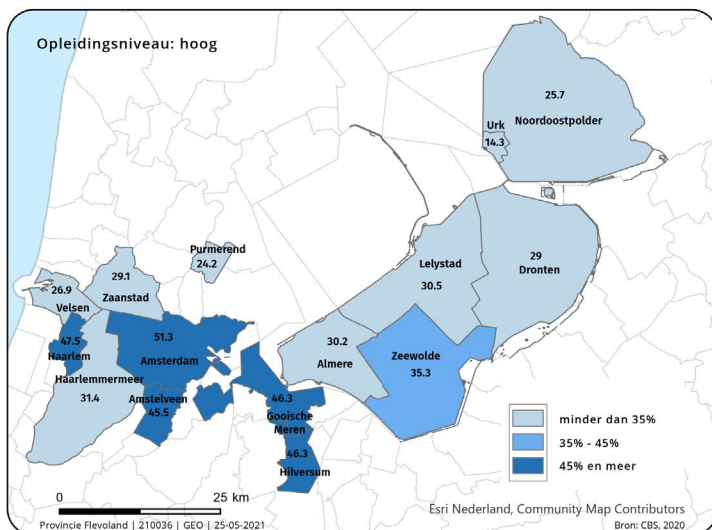 Opleidingsniveau: hoog
25.7
Noordoostpolder
Urk
14.3
Purmerend
24.2
Lelystad
30.5
29
Dronten
29.1
Zaanstad
26.9
Velsen
47.5
Haarlem
51.3
Amsterdam
30.2
Almere
Zeewolde
35.3
Haarlemmermeer
31.4
Amstelveen
45.5
46.3
Gooische
Meren
46.3
Hilversum
minder dan 35%
35% - 45%
45% en meer
0 25 km
Esri Nederland, Community Map Contributors
Provincie Flevoland | 210036 | GEO | 25-05-2021
Bron: CBS, 2020